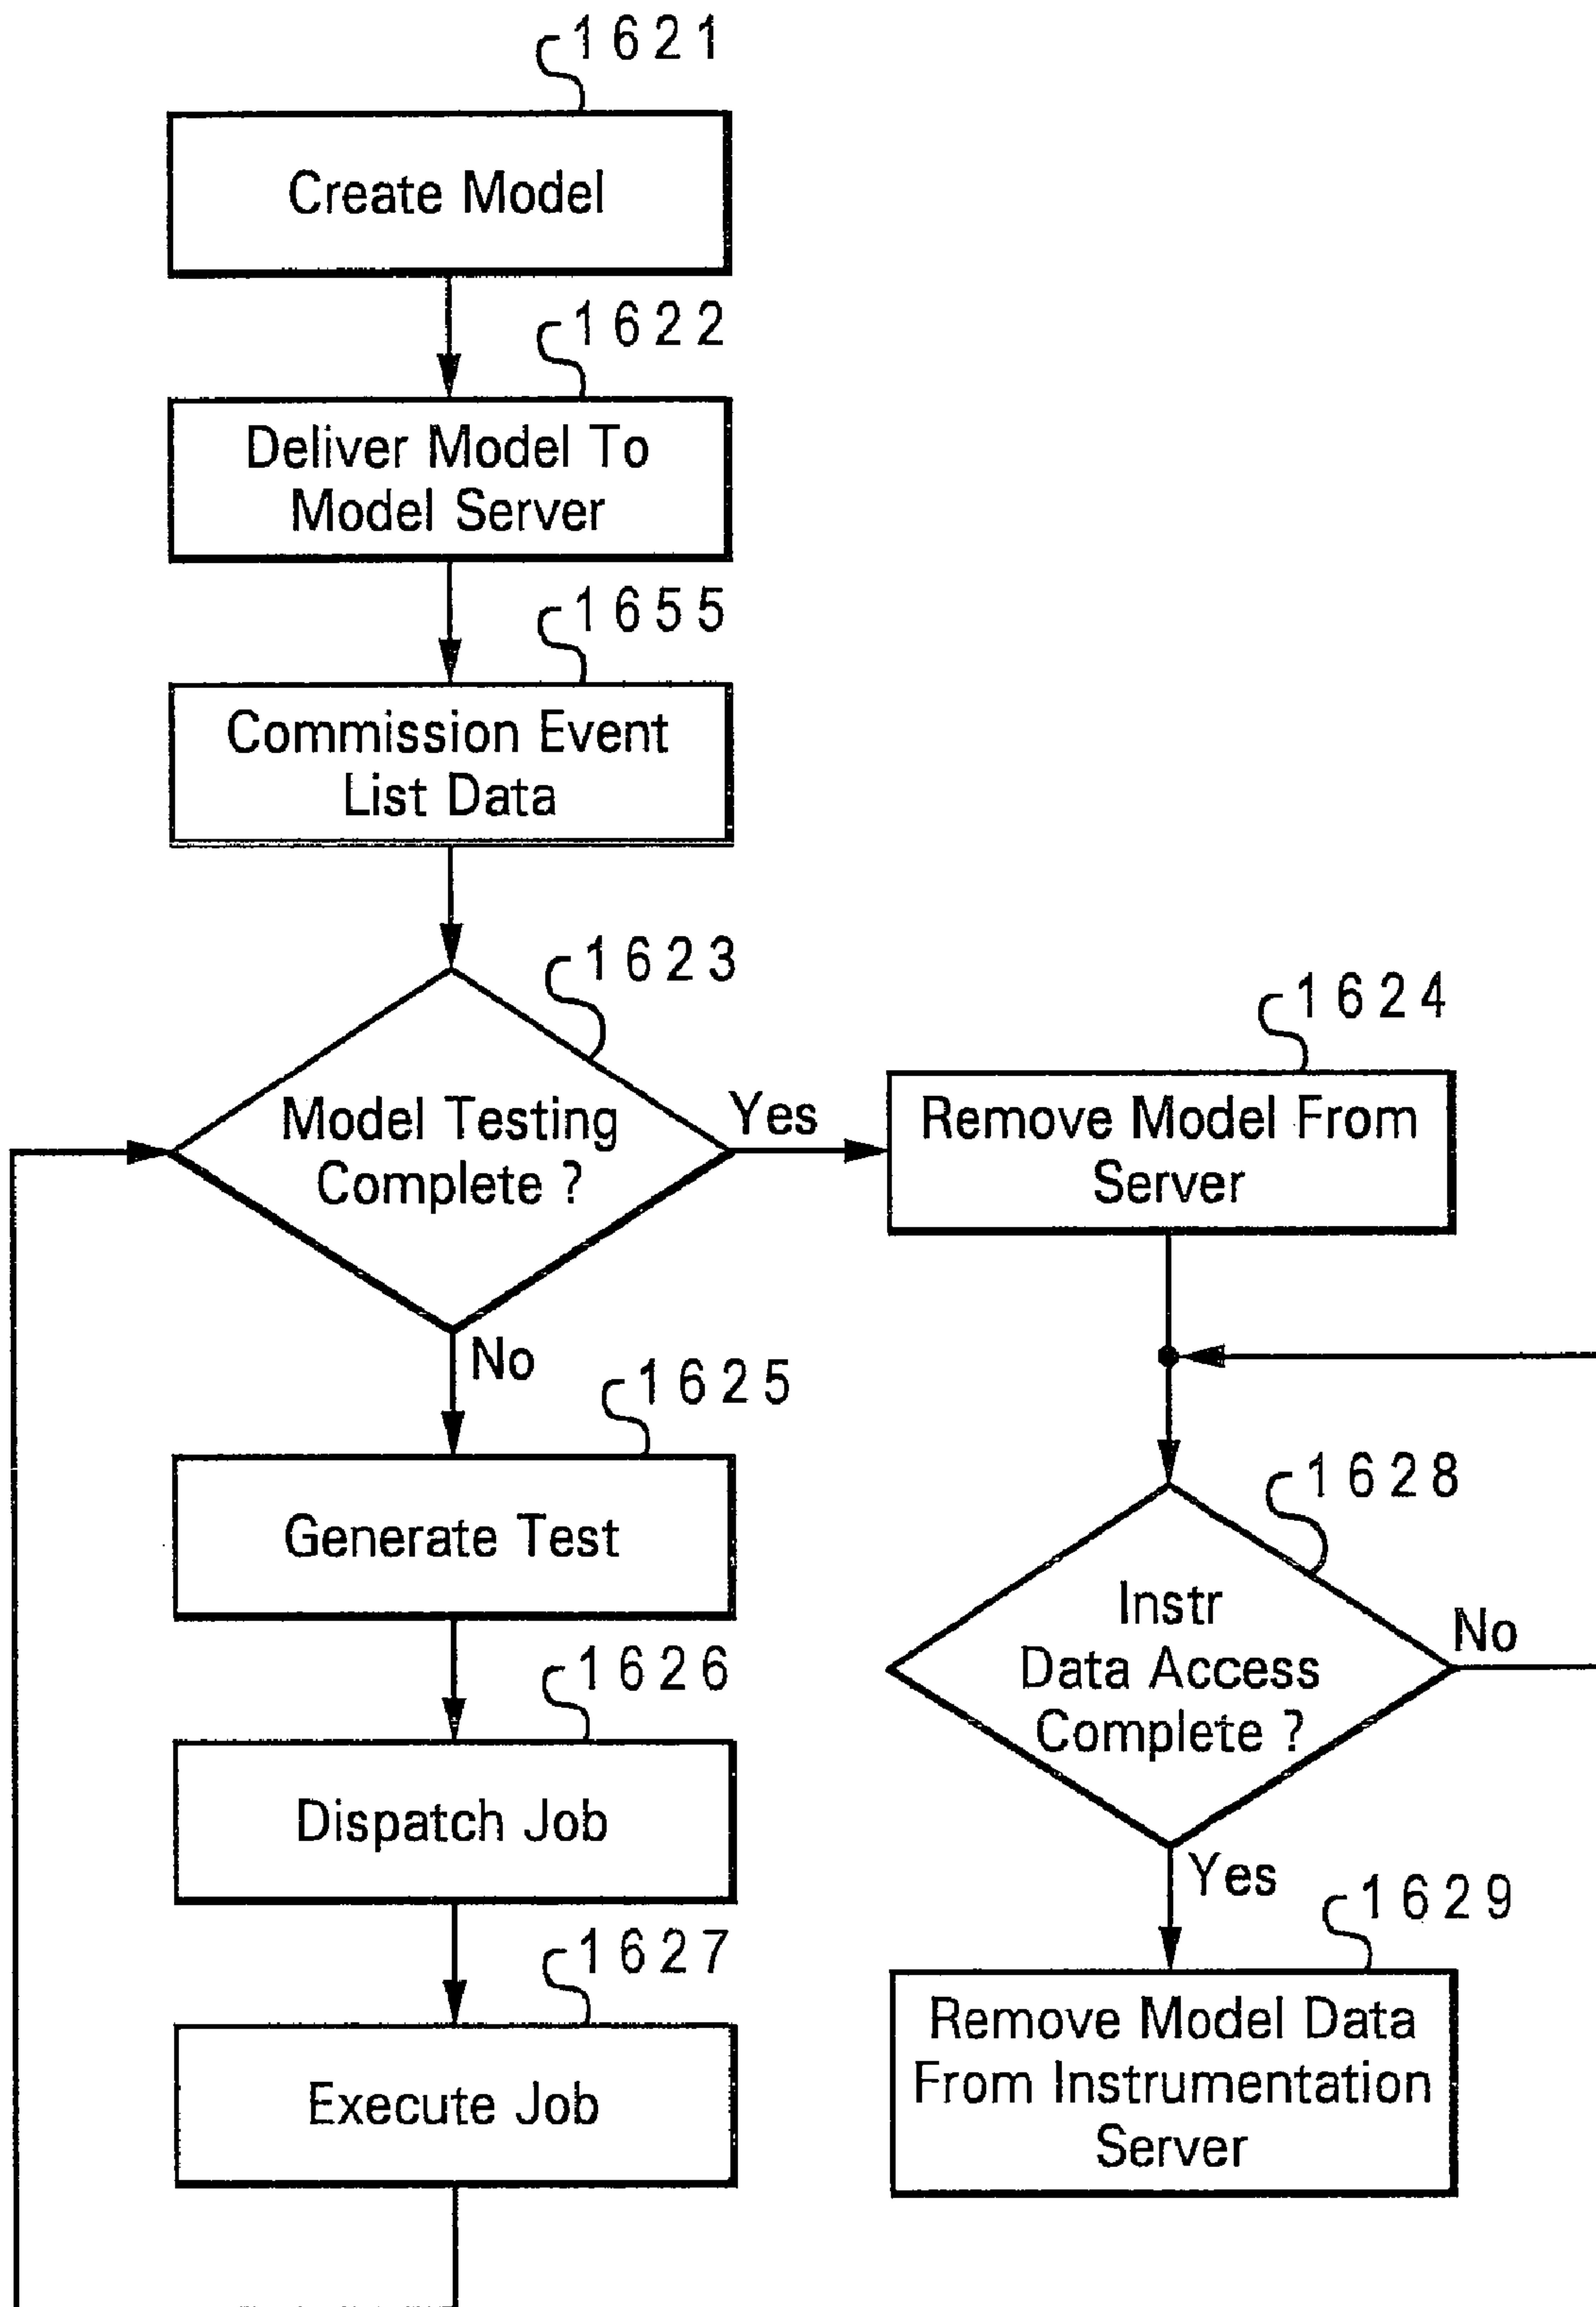 1621
Create Model
1622
Deliver Model To
Model Server
1655
Commission Event
List Data
1623
Model Testing
Complete ?
Yes
No
1624
Remove Model From
Server
1625
Generate Test
1626
Dispatch Job
1627
Execute Job
1628
Instr
Data Access
Complete ?
No
Yes
1629
Remove Model Data
From Instrumentation
Server